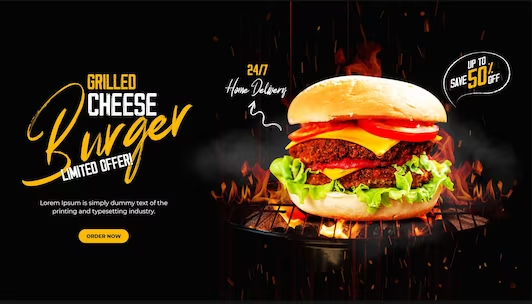 GRILLED
CHEESE
Burger
LIMITED OFFER!
Lorem Ipsum is simply dummy text of the
printing and typesetting industry.
ORDER NOW
24/7
Home Delivery
UP TO
SAVE 50% OFF